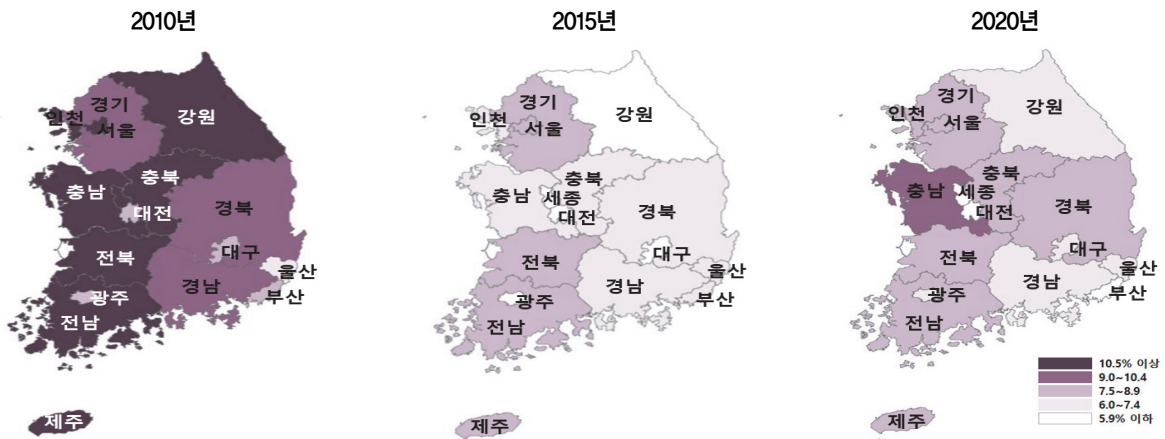 2010년
경기
인천
서울
강원
충북
충남
대전
경북
전북
대구
울산
경남
부산
광주
전남
제주
2015년
경기
인천
서울
강원
충북
충남
세종
대전
경북
전북
대구
울산
경남
부산
광주
전남
제주
2020년
경기
인천
서울
강원
충북
충남
세종
대전
경북
전북
대구
울산
경남
부산
광주
전남
제주
10.5% 이상
9.0~10.4
7.5~8.9
6.0~7.4
5.9% 이하